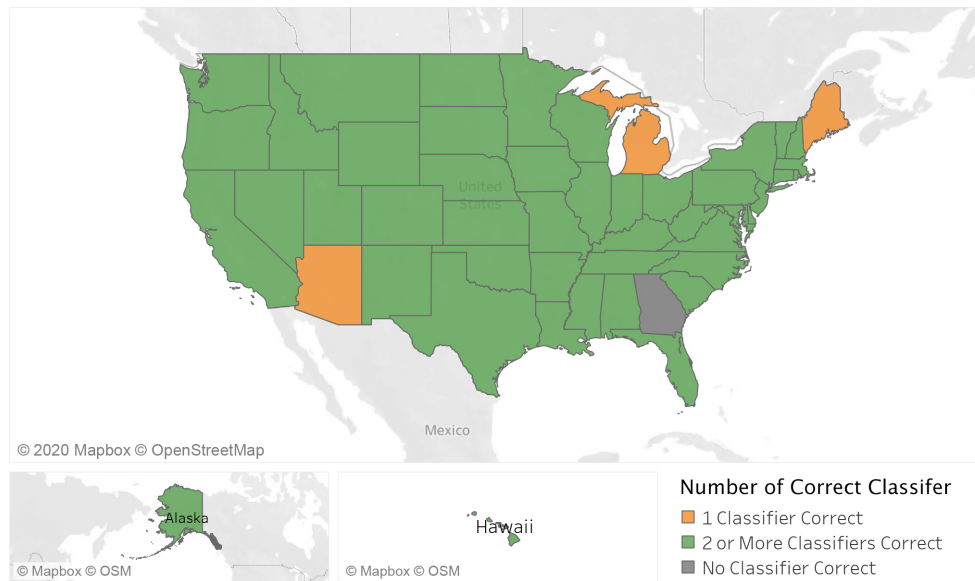 United
States
Mexico
© 2020 Mapbox © OpenStreetMap
Alaska
© Mapbox © OSM
Hawaii
© Mapbox © OSM
Number of Correct Classifer
1 Classifier Correct
2 or More Classifiers Correct
No Classifier Correct